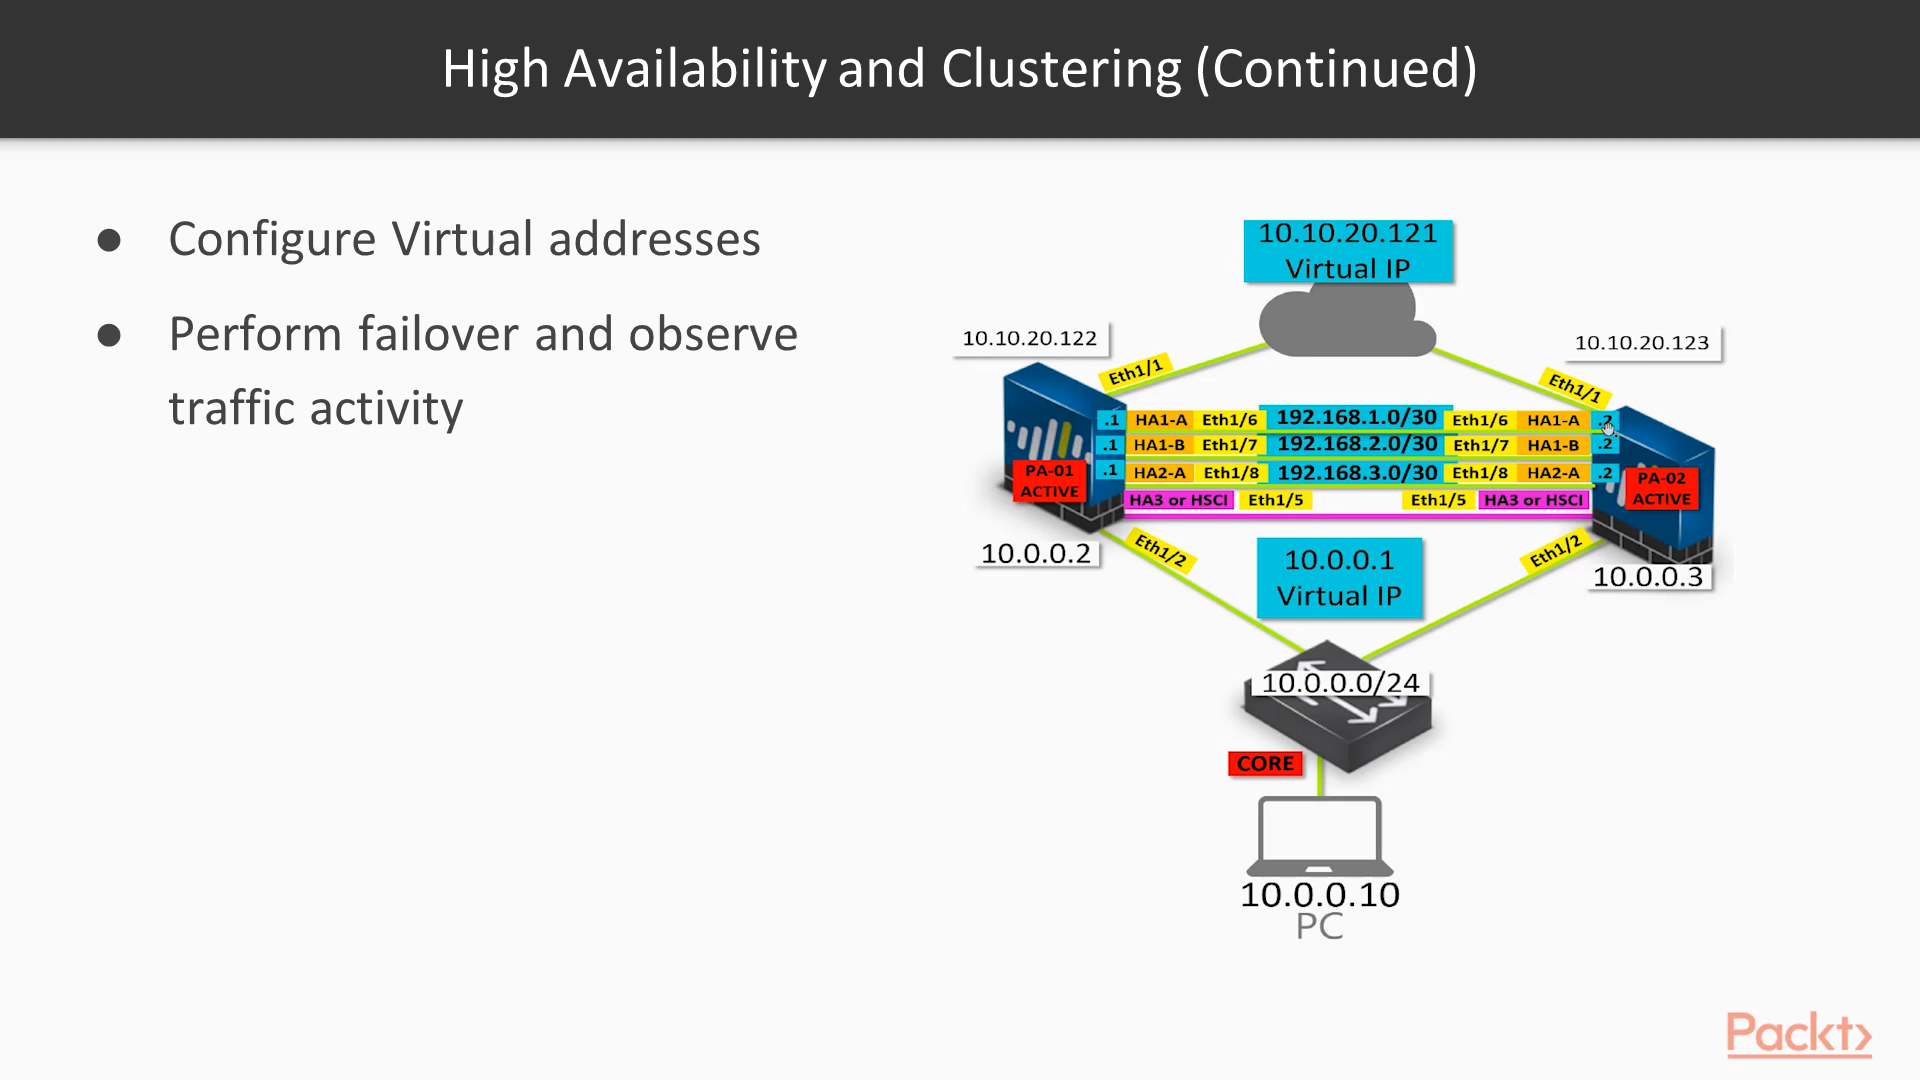 High Availability and Clustering (Continued)
● Configure Virtual addresses
● Perform failover and observe
traffic activity
10.10.20.121
Virtual IP
10.10.20.122
10.10.20.123
Eth1/1
Eth1/1
.1 HA1-A Eth1/6 192.168.1.0/30 Eth1/6 HA1-A .2
.1 HA1-B Eth1/7 192.168.2.0/30 Eth1/7 HA1-B .2
.1 HA2-A Eth1/8 192.168.3.0/30 Eth1/8 HA2-A .2
PA-01
ACTIVE
PA-02
ACTIVE
HA3 or HSCI Eth1/5 Eth1/5 HA3 or HSCI
10.0.0.2
Eth1/2
10.0.0.1
Virtual IP
Eth1/2
10.0.0.3
10.0.0.0/24
CORE
10.0.0.10
PC
Packt